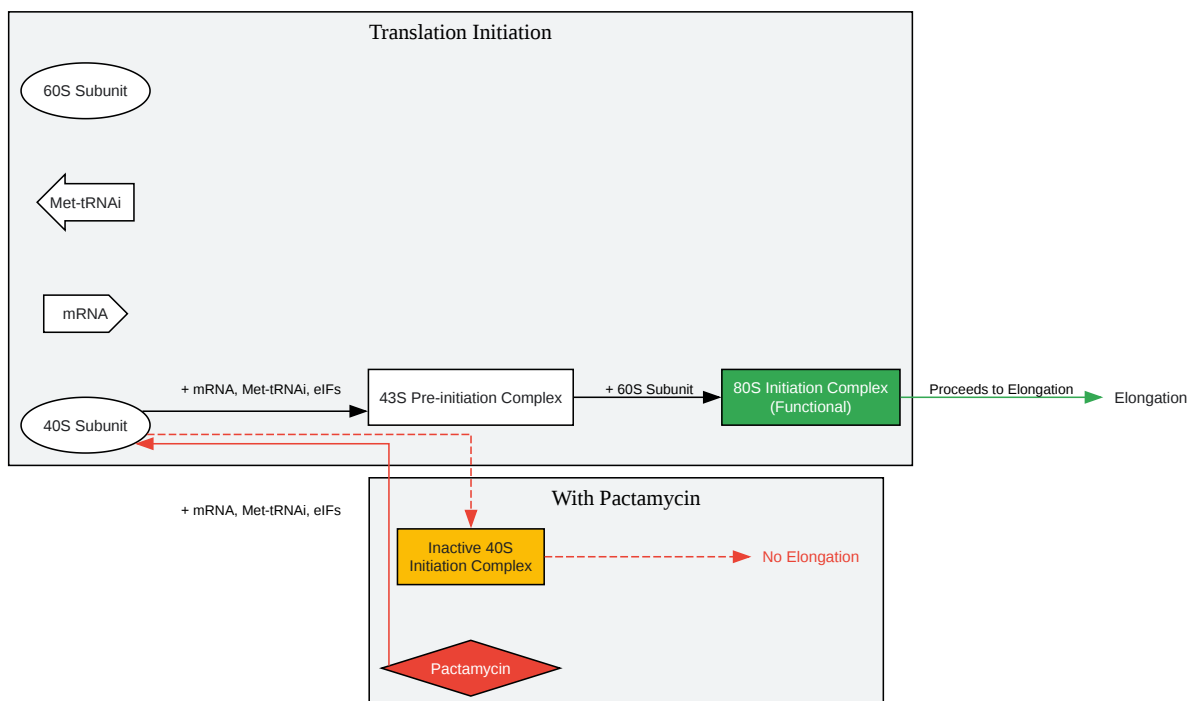 Translation Initiation
60S Subunit
Met-tRNAi
mRNA
+ mRNA, Met-tRNAi, eIFs
43S Pre-initiation Complex
+ 60S Subunit
80S Initiation Complex
(Functional)
Proceeds to Elongation
Elongation
40S Subunit
With Pactamycin
+ mRNA, Met-tRNAi, eIFs
Inactive 40S
Initiation Complex
No Elongation
Pactamycin